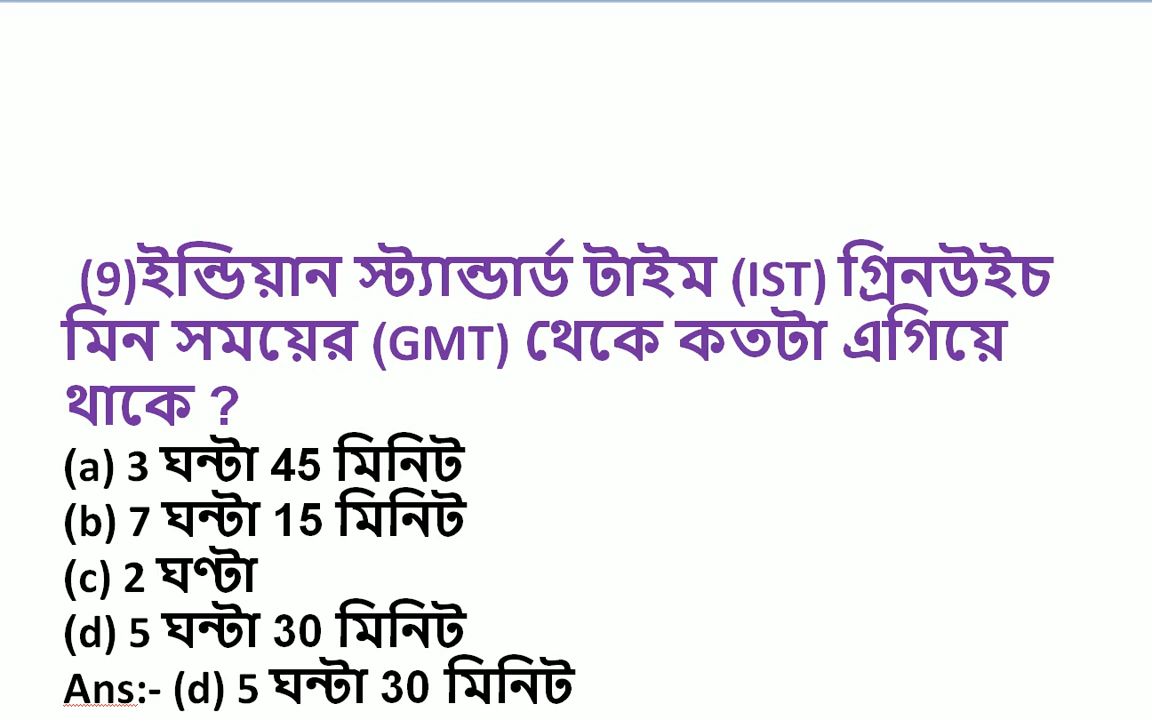 (9)ইন্ডিয়ান স্ট্যান্ডার্ড টাইম (IST) গ্রিনউইচ
মিন সময়ের (GMT) থেকে কতটা এগিয়ে
থাকে ?
(a) 3 ঘন্টা 45 মিনিট
(b) 7 ঘন্টা 15 মিনিট
(c) 2 ঘণ্টা
(d) 5 ঘন্টা 30 মিনিট
Ans:- (d) 5 ঘন্টা 30 মিনিট